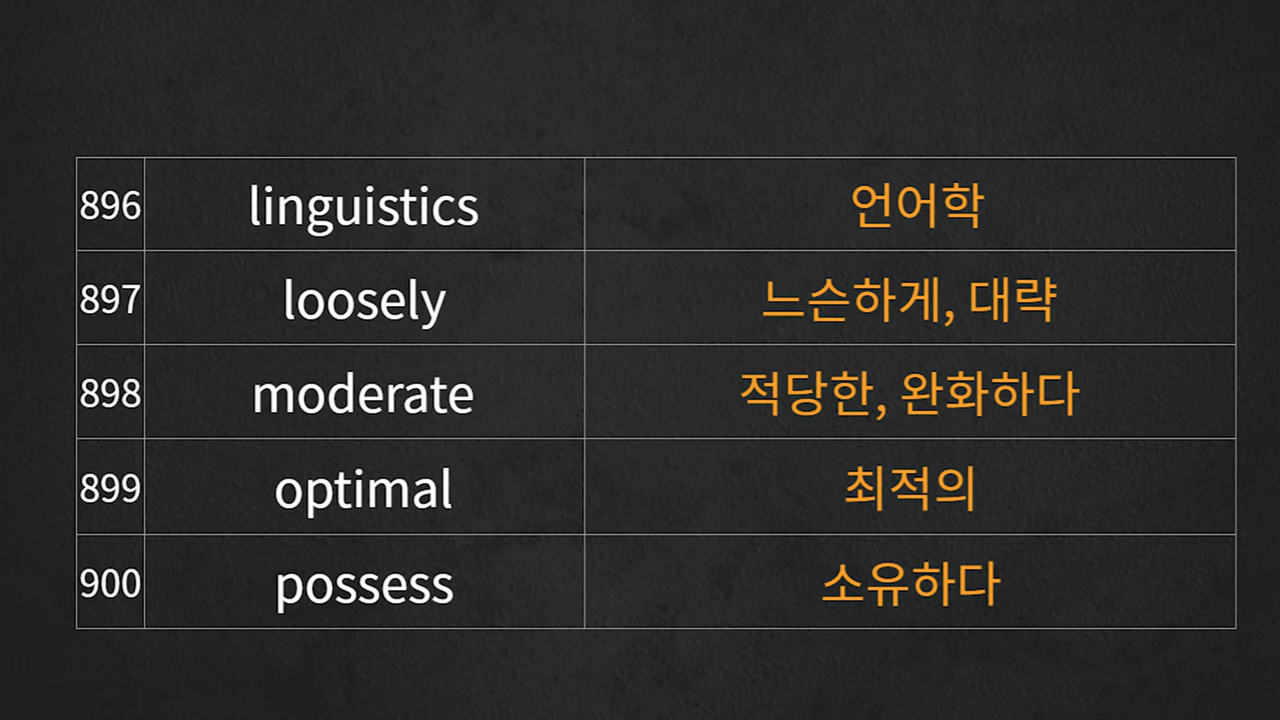 896 linguistics 언어학
897 loosely 느슨하게, 대략
898 moderate 적당한, 완화하다
899 optimal 최적의
900 possess 소유하다